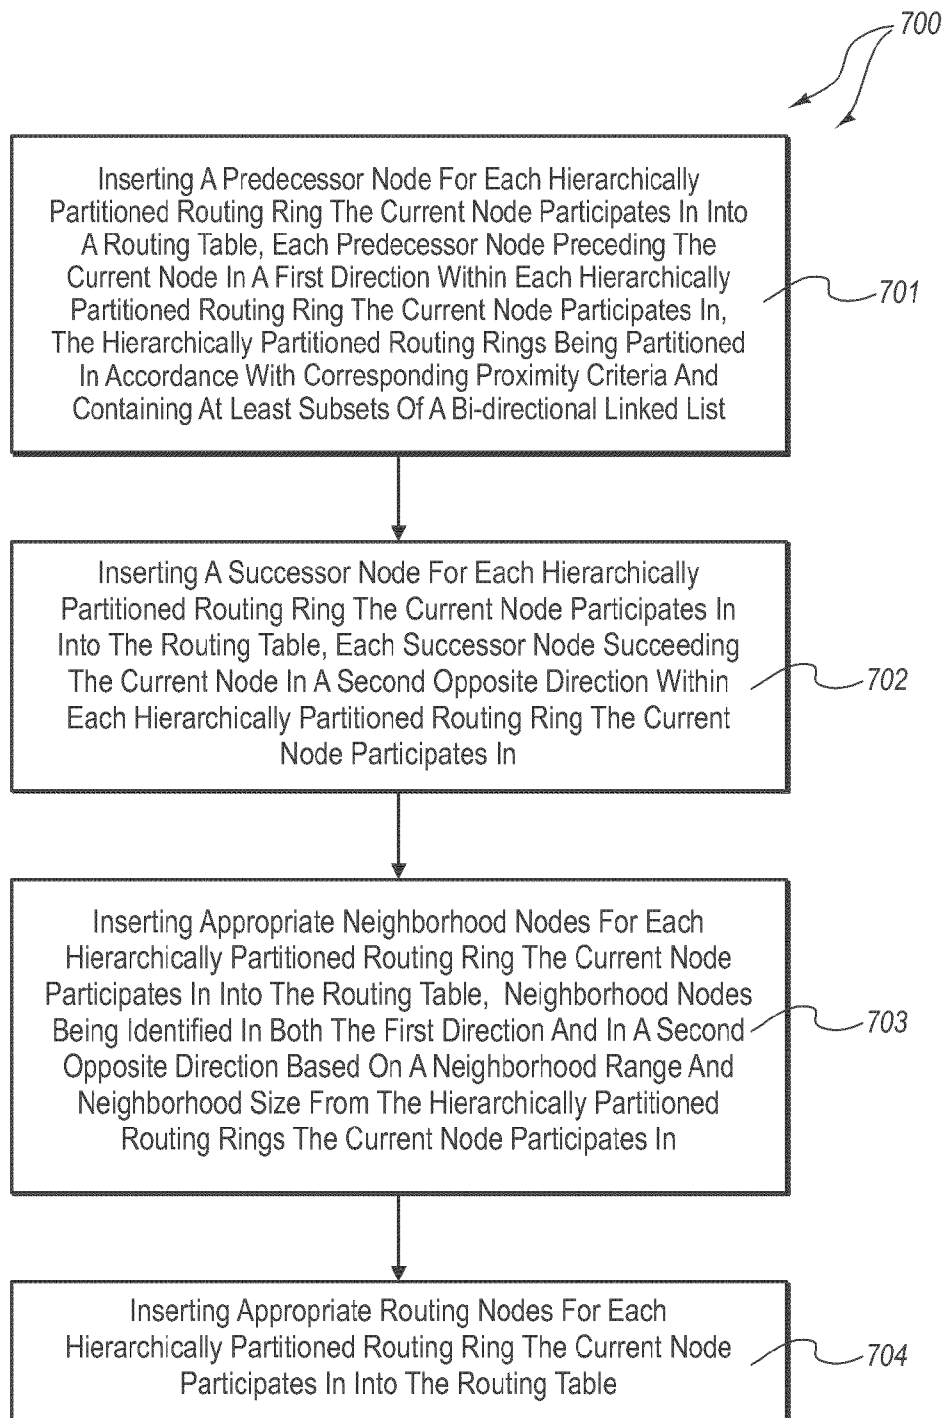 700
Inserting A Predecessor Node For Each Hierarchically
Partitioned Routing Ring The Current Node Participates In Into
A Routing Table, Each Predecessor Node Preceding The
Current Node In A First Direction Within Each Hierarchically
Partitioned Routing Ring The Current Node Participates In,
The Hierarchically Partitioned Routing Rings Being Partitioned
In Accordance With Corresponding Proximity Criteria And
Containing At Least Subsets Of A Bi-directional Linked List
701
Inserting A Successor Node For Each Hierarchically
Partitioned Routing Ring The Current Node Participates In
Into The Routing Table, Each Successor Node Succeeding
The Current Node In A Second Opposite Direction Within
Each Hierarchically Partitioned Routing Ring The Current
Node Participates In
702
Inserting Appropriate Neighborhood Nodes For Each
Hierarchically Partitioned Routing Ring The Current Node
Participates In Into The Routing Table, Neighborhood Nodes
Being Identified In Both The First Direction And In A Second
Opposite Direction Based On A Neighborhood Range And
Neighborhood Size From The Hierarchically Partitioned
Routing Rings The Current Node Participates In
703
Inserting Appropriate Routing Nodes For Each
Hierarchically Partitioned Routing Ring The Current Node
Participates In Into The Routing Table
704